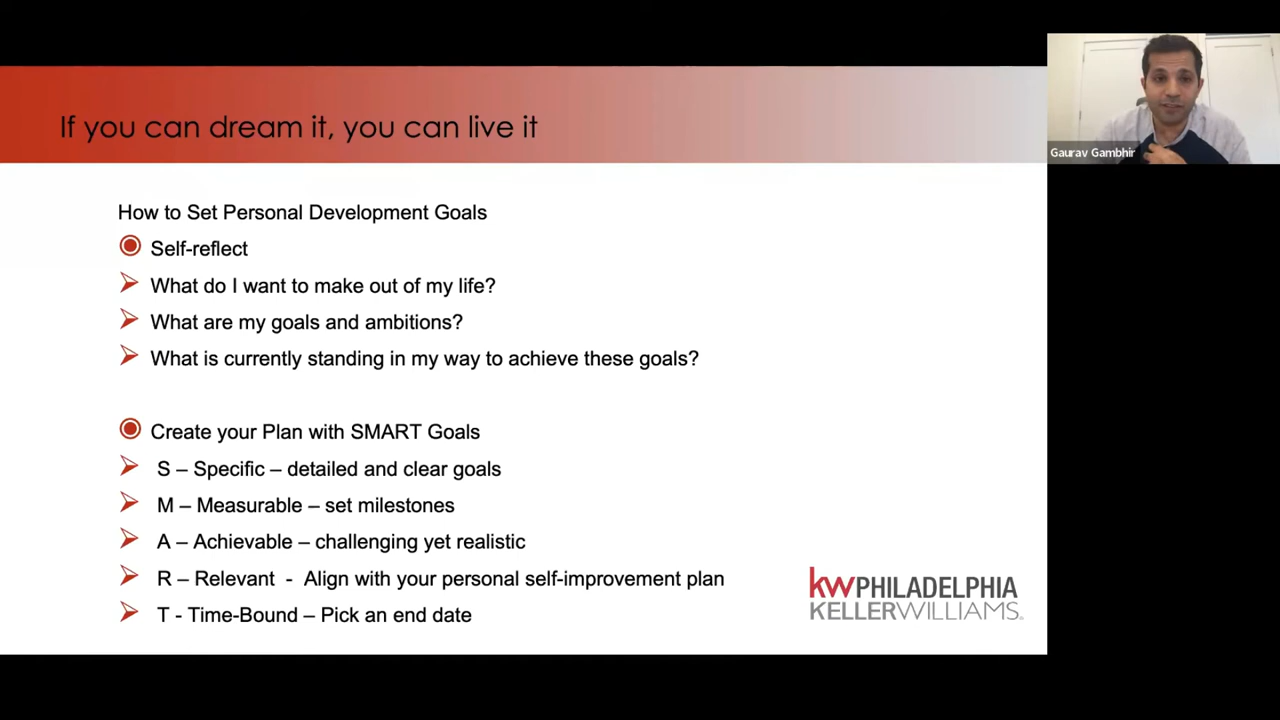 If you can dream it, you can live it
Gaurav Gambhir
How to Set Personal Development Goals
Self-reflect
What do I want to make out of my life?
What are my goals and ambitions?
What is currently standing in my way to achieve these goals?
Create your Plan with SMART Goals
S – Specific – detailed and clear goals
M – Measurable – set milestones
A – Achievable – challenging yet realistic
R – Relevant - Align with your personal self-improvement plan
T - Time-Bound – Pick an end date
kwPHILADELPHIA
KELLERWILLIAMS®